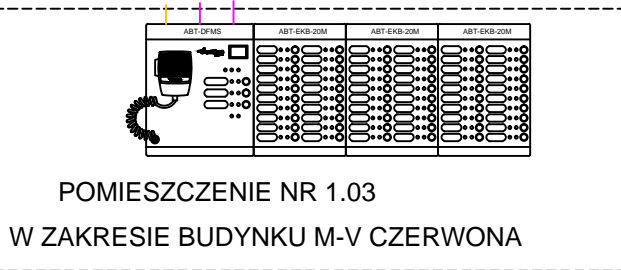 ABT-DFMS ABT-EKB-20M ABT-EKB-20M ABT-EKB-20M
POMIESZCZENIE NR 1.03
W ZAKRESIE BUDYNKU M-V CZERWONA